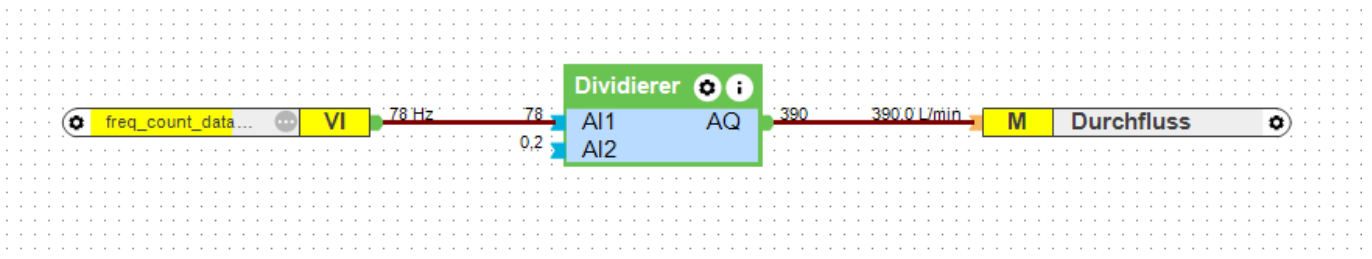 Dividierer i
freq_count_data... VI 78 Hz 78 AI1 AQ 390 390.0 L/min M Durchfluss
0,2 AI2